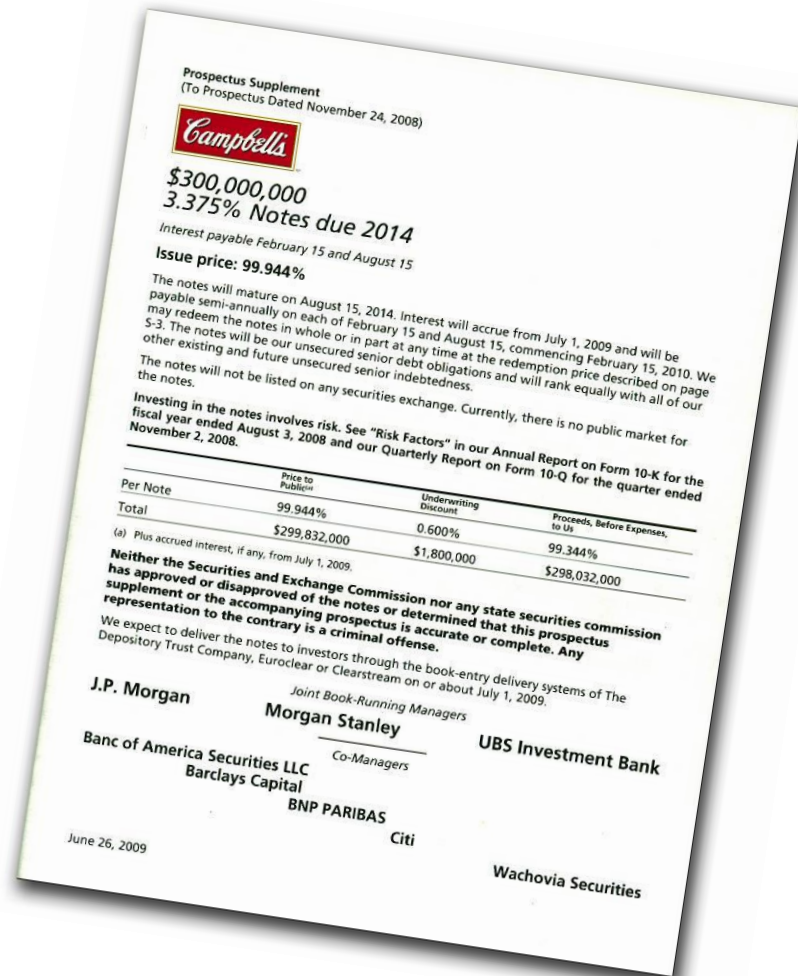 Prospectus Supplement
(To Prospectus Dated November 24, 2008)
Campbell's
$300,000,000
3.375% Notes due 2014
Interest payable February 15 and August 15
Issue price: 99.944%
The notes will mature on August 15, 2014. Interest will accrue from July 1, 2009 and will be
payable semi-annually on each of February 15 and August 15, commencing February 15, 2010. We
may redeem the notes in whole or in part at any time at the redemption price described on page
S-3. The notes will be our unsecured senior debt obligations and will rank equally with all of our
other existing and future unsecured senior indebtedness.
The notes will not be listed on any securities exchange. Currently, there is no public market for
the notes.
Investing in the notes involves risk. See “Risk Factors” in our Annual Report on Form 10-K for the
fiscal year ended August 3, 2008 and our Quarterly Report on Form 10-Q for the quarter ended
November 2, 2008.
Price to Public(a) Underwriting Discount Proceeds, Before Expenses, to Us
Per Note 99.944% 0.600% 99.344%
Total $299,832,000 $1,800,000 $298,032,000
(a) Plus accrued interest, if any, from July 1, 2009.
Neither the Securities and Exchange Commission nor any state securities commission
has approved or disapproved of the notes or determined that this prospectus
supplement or the accompanying prospectus is accurate or complete. Any
representation to the contrary is a criminal offense.
We expect to deliver the notes to investors through the book-entry delivery systems of The
Depository Trust Company, Euroclear or Clearstream on or about July 1, 2009.
Joint Book-Running Managers
J.P. Morgan
Morgan Stanley
UBS Investment Bank
Co-Managers
Banc of America Securities LLC
Barclays Capital
BNP PARIBAS
Citi
Wachovia Securities
June 26, 2009